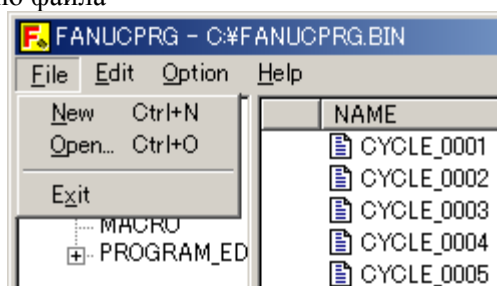 FANUCPRG - C:¥FANUCPRG.BIN
File Edit Option Help
New Ctrl+N
Open... Ctrl+O
Exit
MACRO
PROGRAM_ED
NAME
CYCLE_0001
CYCLE_0002
CYCLE_0003
CYCLE_0004
CYCLE_0005